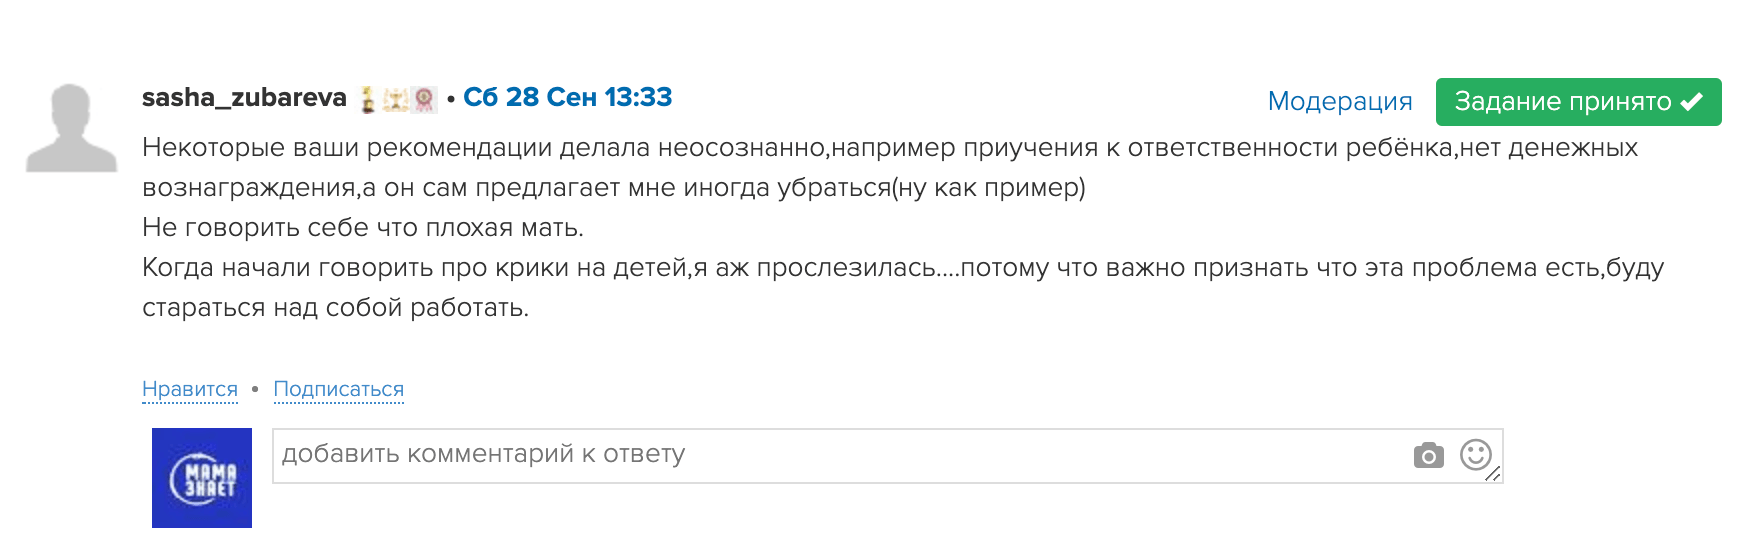 sasha_zubareva • Сб 28 Сен 13:33
Модерация
Задание принято
Некоторые ваши рекомендации делала неосознанно,например приучения к ответственности ребёнка,нет денежных
вознаграждения,а он сам предлагает мне иногда убраться(ну как пример)
Не говорить себе что плохая мать.
Когда начали говорить про крики на детей,я аж прослезилась....потому что важно признать что эта проблема есть,буду
стараться над собой работать.
Нравится • Подписаться
МАМА
ЗНАЕТ
добавить комментарий к ответу